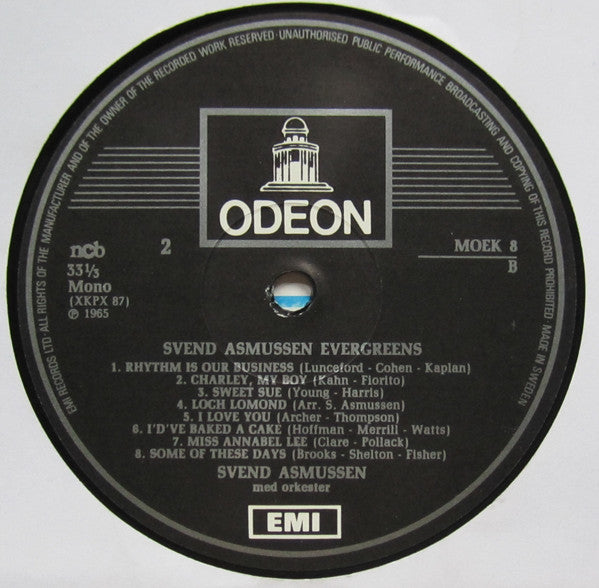 EMI RECORDS LTD · ALL RIGHTS OF THE MANUFACTURER AND OF THE OWNER OF THE RECORDED WORK RESERVED · UNAUTHORISED PUBLIC PERFORMANCE BROADCASTING AND COPYING OF THIS RECORD PROHIBITED · MADE IN SWEDEN
ODEON
ncb 2
33⅓
Mono
(XKPX 87)
℗ 1965
MOEK 8
B
SVEND ASMUSSEN EVERGREENS
1. RHYTHM IS OUR BUSINESS (Lunceford - Cohen - Kaplan)
2. CHARLEY, MY BOY (Kahn - Fiorito)
3. SWEET SUE (Young - Harris)
4. LOCH LOMOND (Arr. S. Asmussen)
5. I LOVE YOU (Archer - Thompson)
6. I'D'VE BAKED A CAKE (Hoffman - Merrill - Watts)
7. MISS ANNABEL LEE (Clare - Pollack)
8. SOME OF THESE DAYS (Brooks - Shelton - Fisher)
SVEND ASMUSSEN
med orkester
EMI